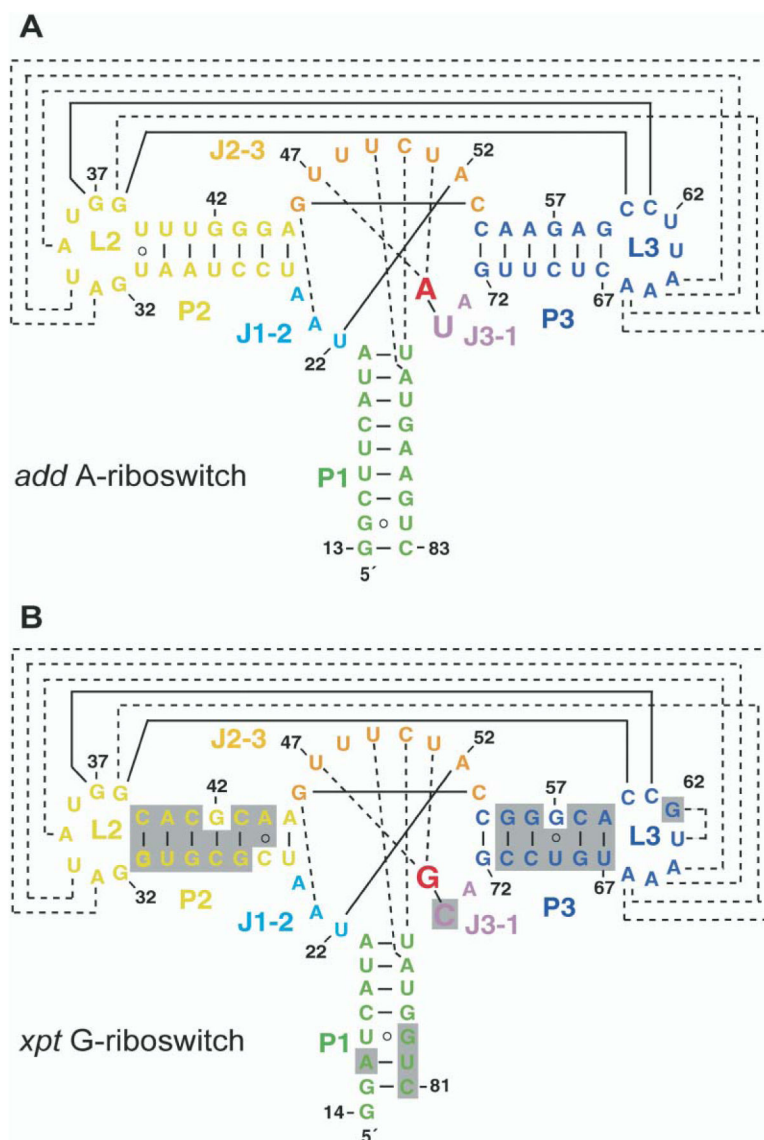 A
J2-3
47 U U U C U 52
37 A 62
G G G C C C U
U U U U G G G A 42 C A A G A G 57
A L2 L3 U
U A G U A A U C C U A G U U C U C A A A
32 P2 A A A 72 P3 67
J1-2 U U J3-1
22 A U
U A
A U
C G
U A
P1 U A
C G
G U
13 G C 83
5´
add A-riboswitch
B
J2-3
47 U U U C U 52
37 A 62
G G G C C C G
U C A C G C A A 42 C G G G C A 57
A L2 L3 U
U A G G U G C G C U A G C C U G U A A A
32 P2 A G A 72 P3 67
J1-2 U C J3-1
22 A U
U A
A U
C G
P1 U G
A U
G C 81
14 G
5´
xpt G-riboswitch